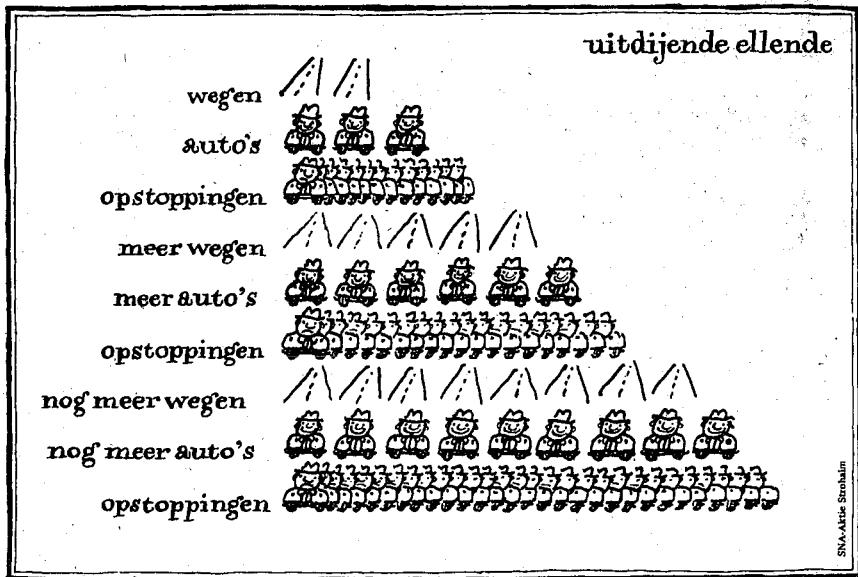 uitdijende ellende
wegen
auto's
opstoppingen
meer wegen
meer auto's
opstoppingen
nog meer wegen
nog meer auto's
opstoppingen
SNA-Aktie Strohalm